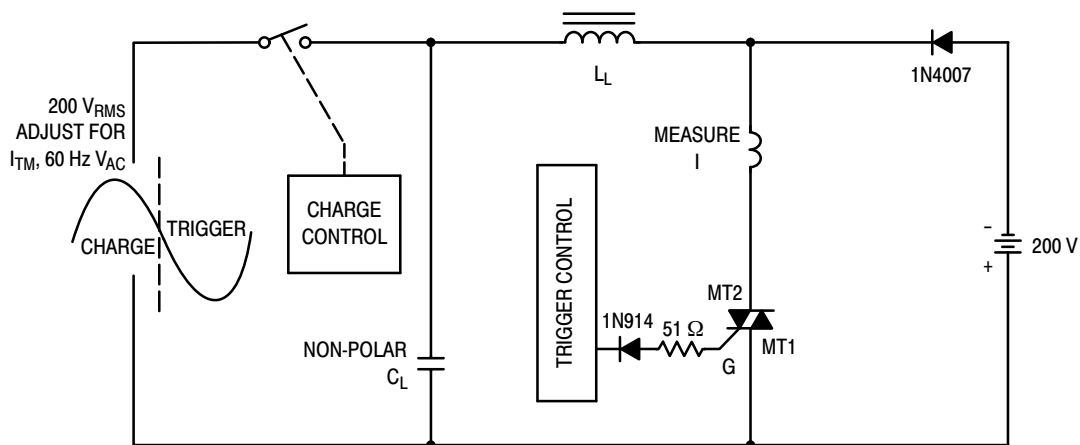 L_L
1N4007
200 V_RMS
ADJUST FOR
I_TM, 60 Hz V_AC
MEASURE
I
CHARGE
CONTROL
TRIGGER
CHARGE
TRIGGER CONTROL
-
+
200 V
MT2
1N914
51 Ω
MT1
G
NON-POLAR
C_L